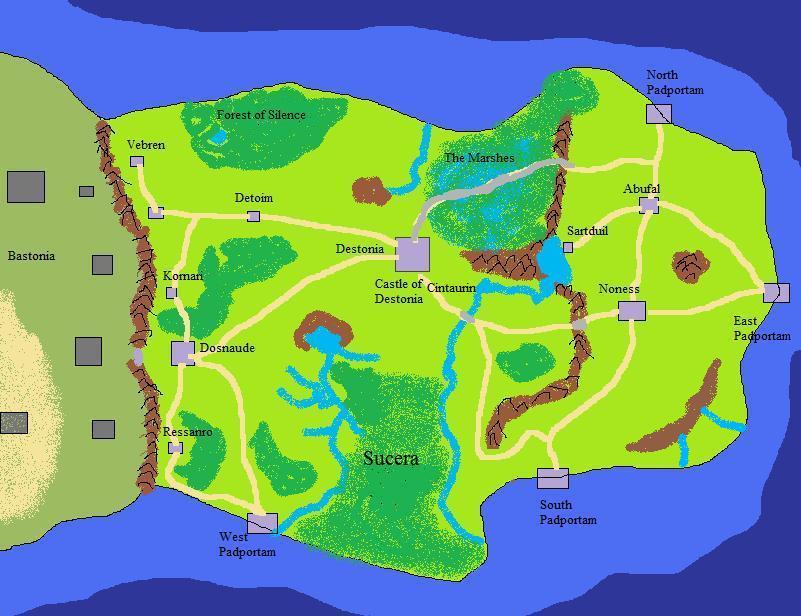 North
Padportam
Forest of Silence
Vebren
The Marshes
Abufal
Detoim
Sartduil
Destonia
Bastonia
Koman
Castle of
Destonia
Cintaurin
Noness
East
Padportam
Dosnaude
Ressanro
Sucera
South
Padportam
West
Padportam